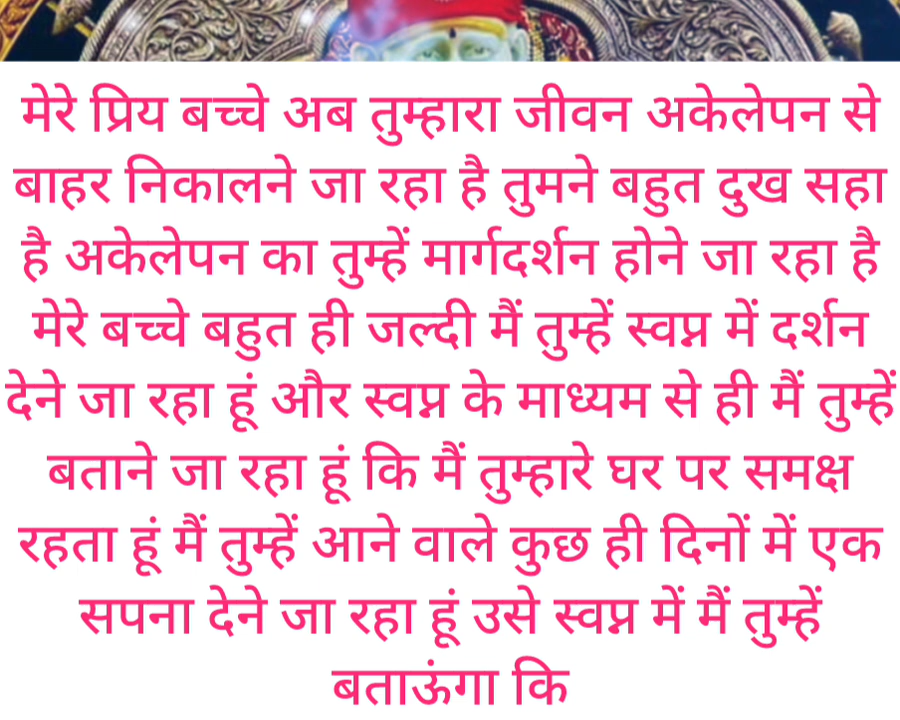 मेरे प्रिय बच्चे अब तुम्हारा जीवन अकेलेपन से
बाहर निकालने जा रहा है तुमने बहुत दुख सहा
है अकेलेपन का तुम्हें मार्गदर्शन होने जा रहा है
मेरे बच्चे बहुत ही जल्दी मैं तुम्हें स्वप्न में दर्शन
देने जा रहा हूं और स्वप्न के माध्यम से ही मैं तुम्हें
बताने जा रहा हूं कि मैं तुम्हारे घर पर समक्ष
रहता हूं मैं तुम्हें आने वाले कुछ ही दिनों में एक
सपना देने जा रहा हूं उसे स्वप्न में मैं तुम्हें
बताऊंगा कि